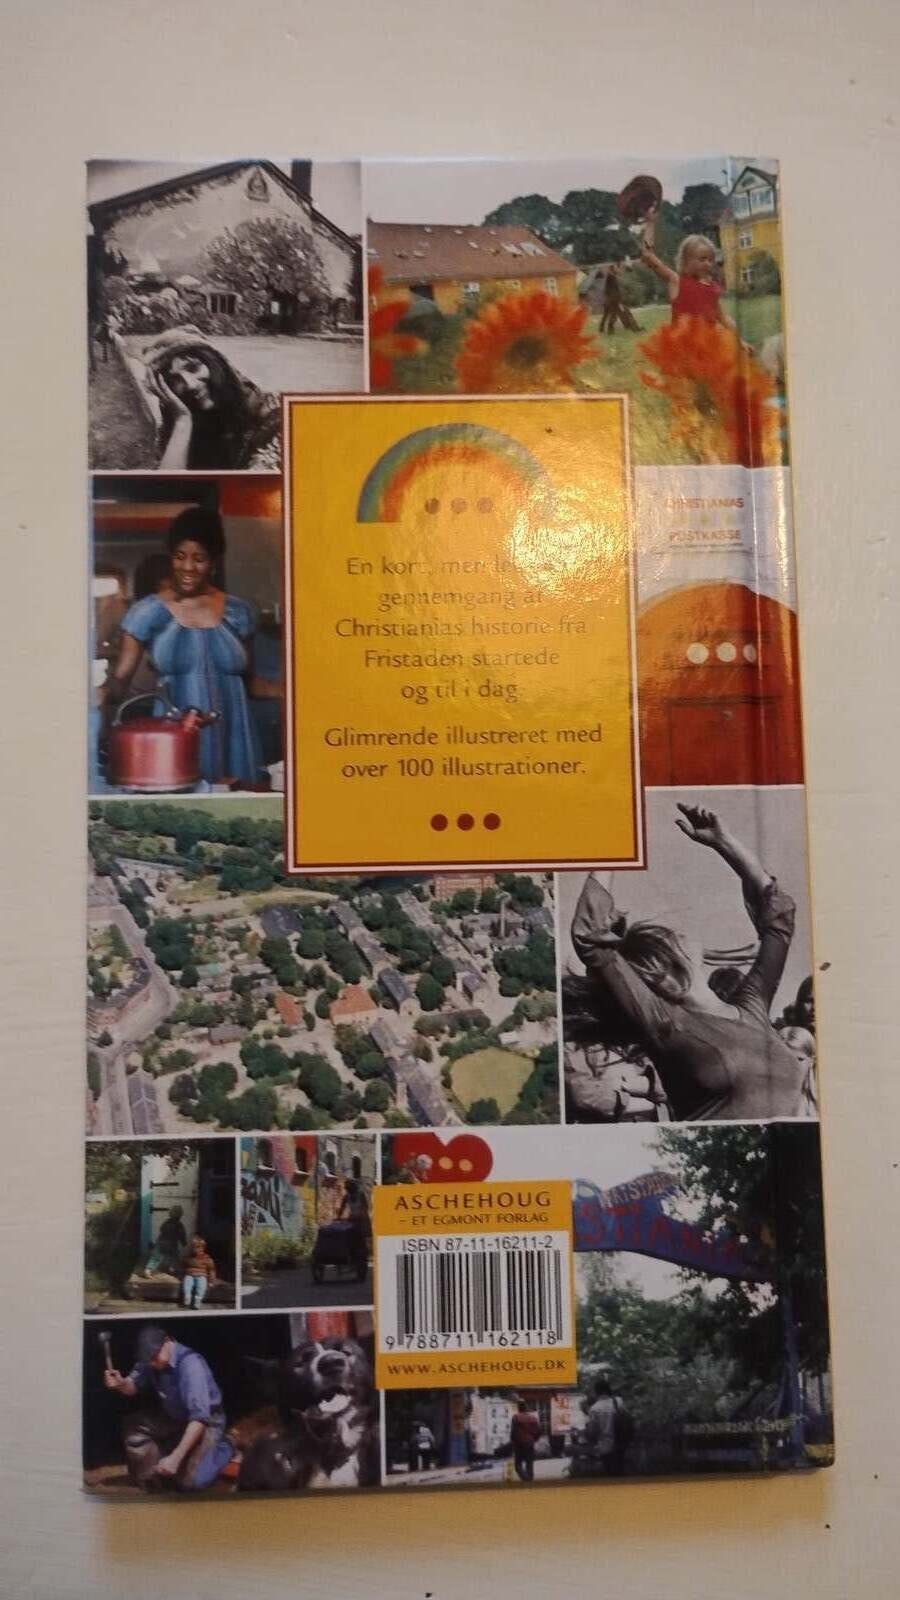 CHRISTIANIAS
POSTKASSE
En kort, men
gennemgang af
Christianias historie fra
Fristaden startede
og til i dag.
Glimrende illustreret med
over 100 illustrationer.
ASCHEHOUG
- ET EGMONT FORLAG
ISBN 87-11-16211-2
9 788711 162118
WWW.ASCHEHOUG.DK